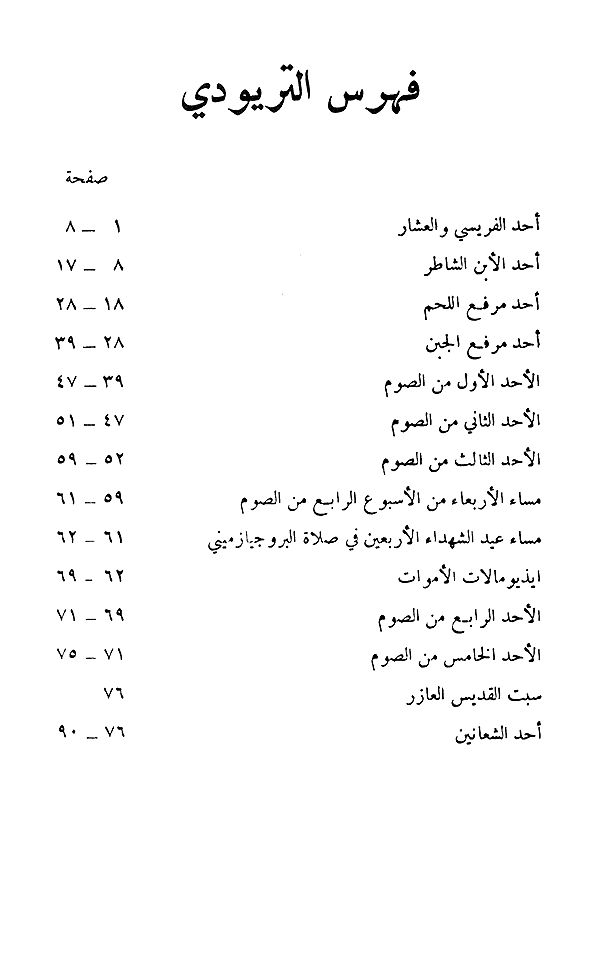 فهرس التريودي
صفحة
أحد الفريسي والعشار ١ – ٨
أحد الأبن الشاطر ٨ – ١٧
أحد مرفع اللحم ١٨ – ٢٨
أحد مرفع الجبن ٢٨ – ٣٩
الأحد الأول من الصوم ٣٩ – ٤٧
الأحد الثاني من الصوم ٤٧ – ٥١
الأحد الثالث من الصوم ٥٢ – ٥٩
مساء الأربعاء من الأسبوع الرابع من الصوم ٥٩ – ٦١
مساء عيد الشهداء الأربعين في صلاة البروجيازميني ٦١ – ٦٢
ايذيومالات الأموات ٦٢ - ٦٩
الأحد الرابع من الصوم ٦٩ – ٧١
الأحد الخامس من الصوم ٧١ – ٧٥
سبت القديس العازر ٧٦
أحد الشعانين ٧٦ – ٩٠